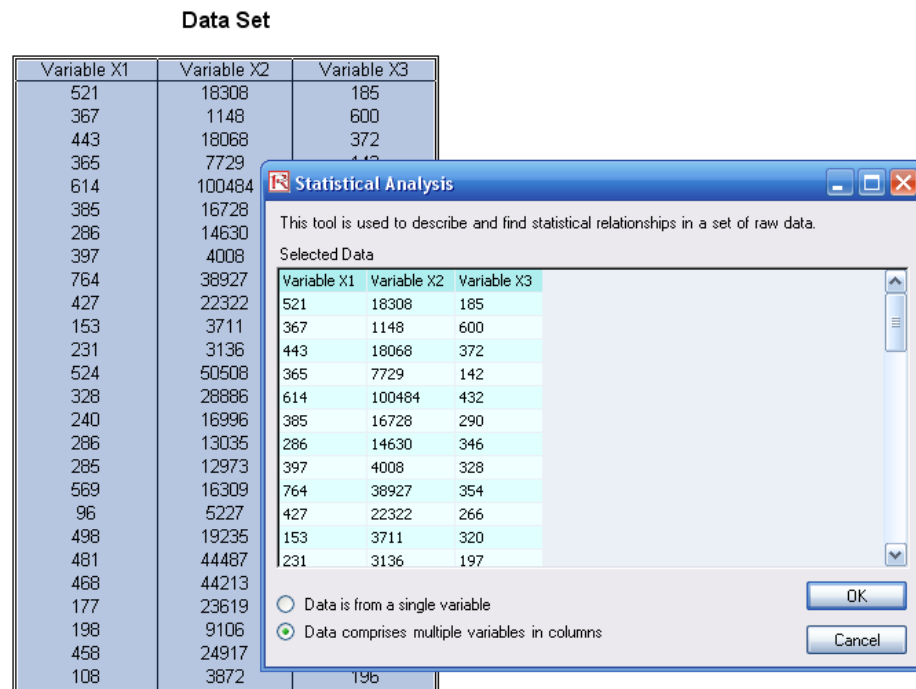 Data Set
Variable X1 Variable X2 Variable X3
521 18308 185
367 1148 600
443 18068 372
365 7729
614 100484
385 16728
286 14630
397 4008
764 38927
427 22322
153 3711
231 3136
524 50508
328 28886
240 16996
286 13035
285 12973
569 16309
96 5227
498 19235
481 44487
468 44213
177 23619
198 9106
458 24917
108 3872 196
Statistical Analysis
This tool is used to describe and find statistical relationships in a set of raw data.
Selected Data
Variable X1 Variable X2 Variable X3
521 18308 185
367 1148 600
443 18068 372
365 7729 142
614 100484 432
385 16728 290
286 14630 346
397 4008 328
764 38927 354
427 22322 266
153 3711 320
231 3136 197
Data is from a single variable
Data comprises multiple variables in columns
OK
Cancel